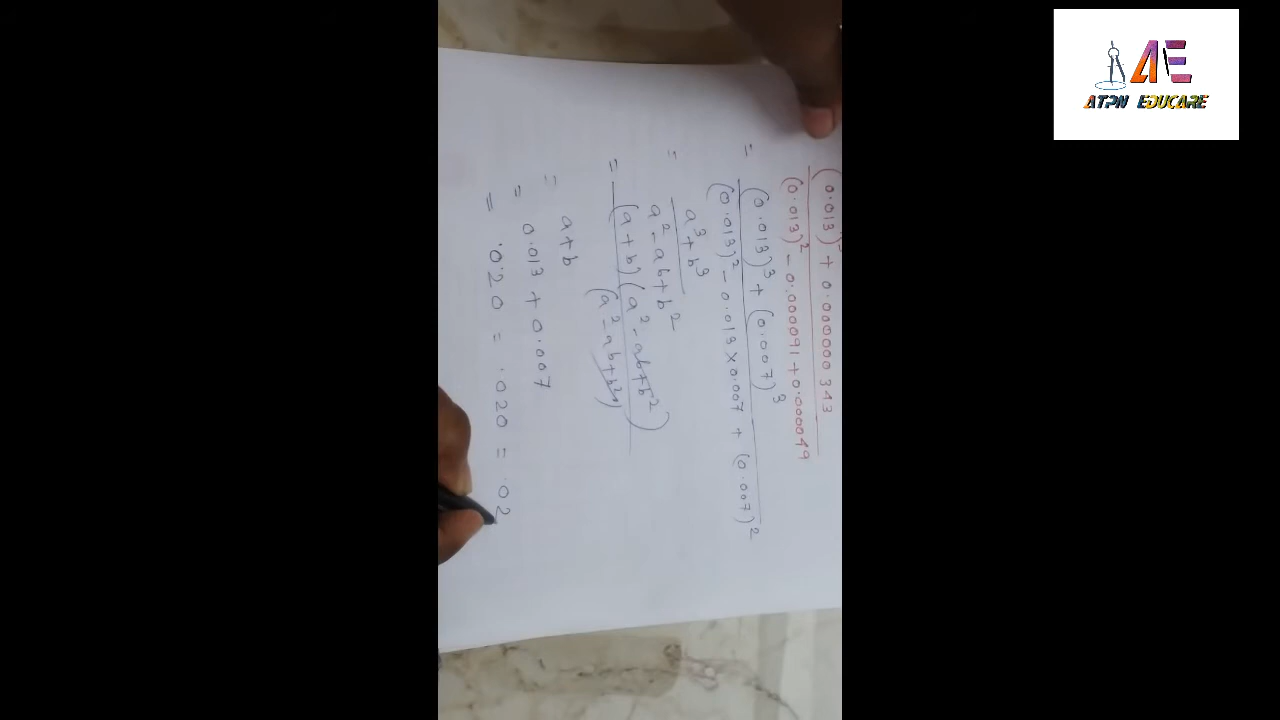 (0.013)³ + 0.000000343
(0.013)² - 0.000091 + 0.000049
= (0.013)³ + (0.007)³
(0.013)² - 0.013 × 0.007 + (0.007)²
= a³ + b³
a² - ab + b²
= (a + b) (a² - ab + b²)
(a² - ab + b²)
= a + b
= 0.013 + 0.007
= .020 = .020 = .02
AE
ATPN EDUCARE